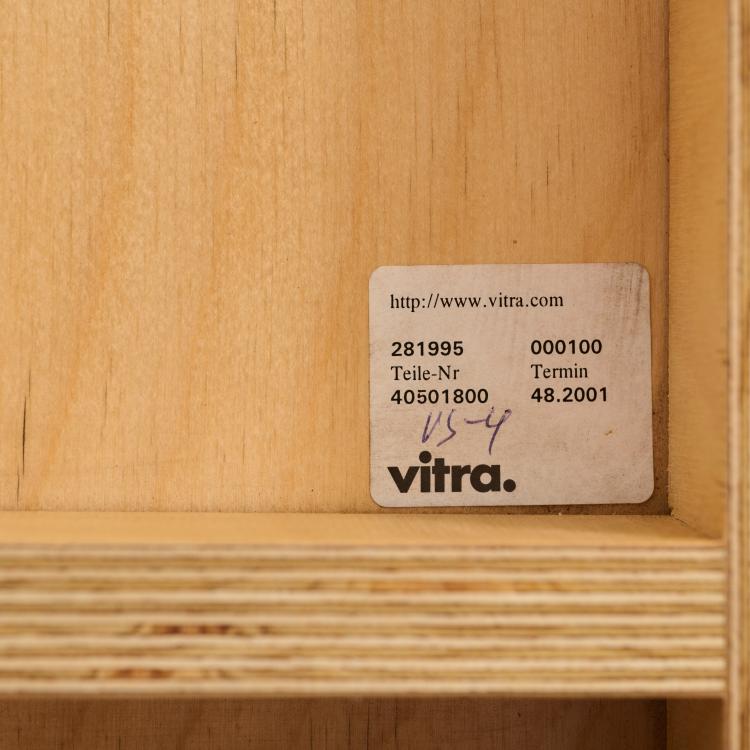 http://www.vitra.com
281995 000100
Teile-Nr Termin
40501800 48.2001
VS-4
vitra.